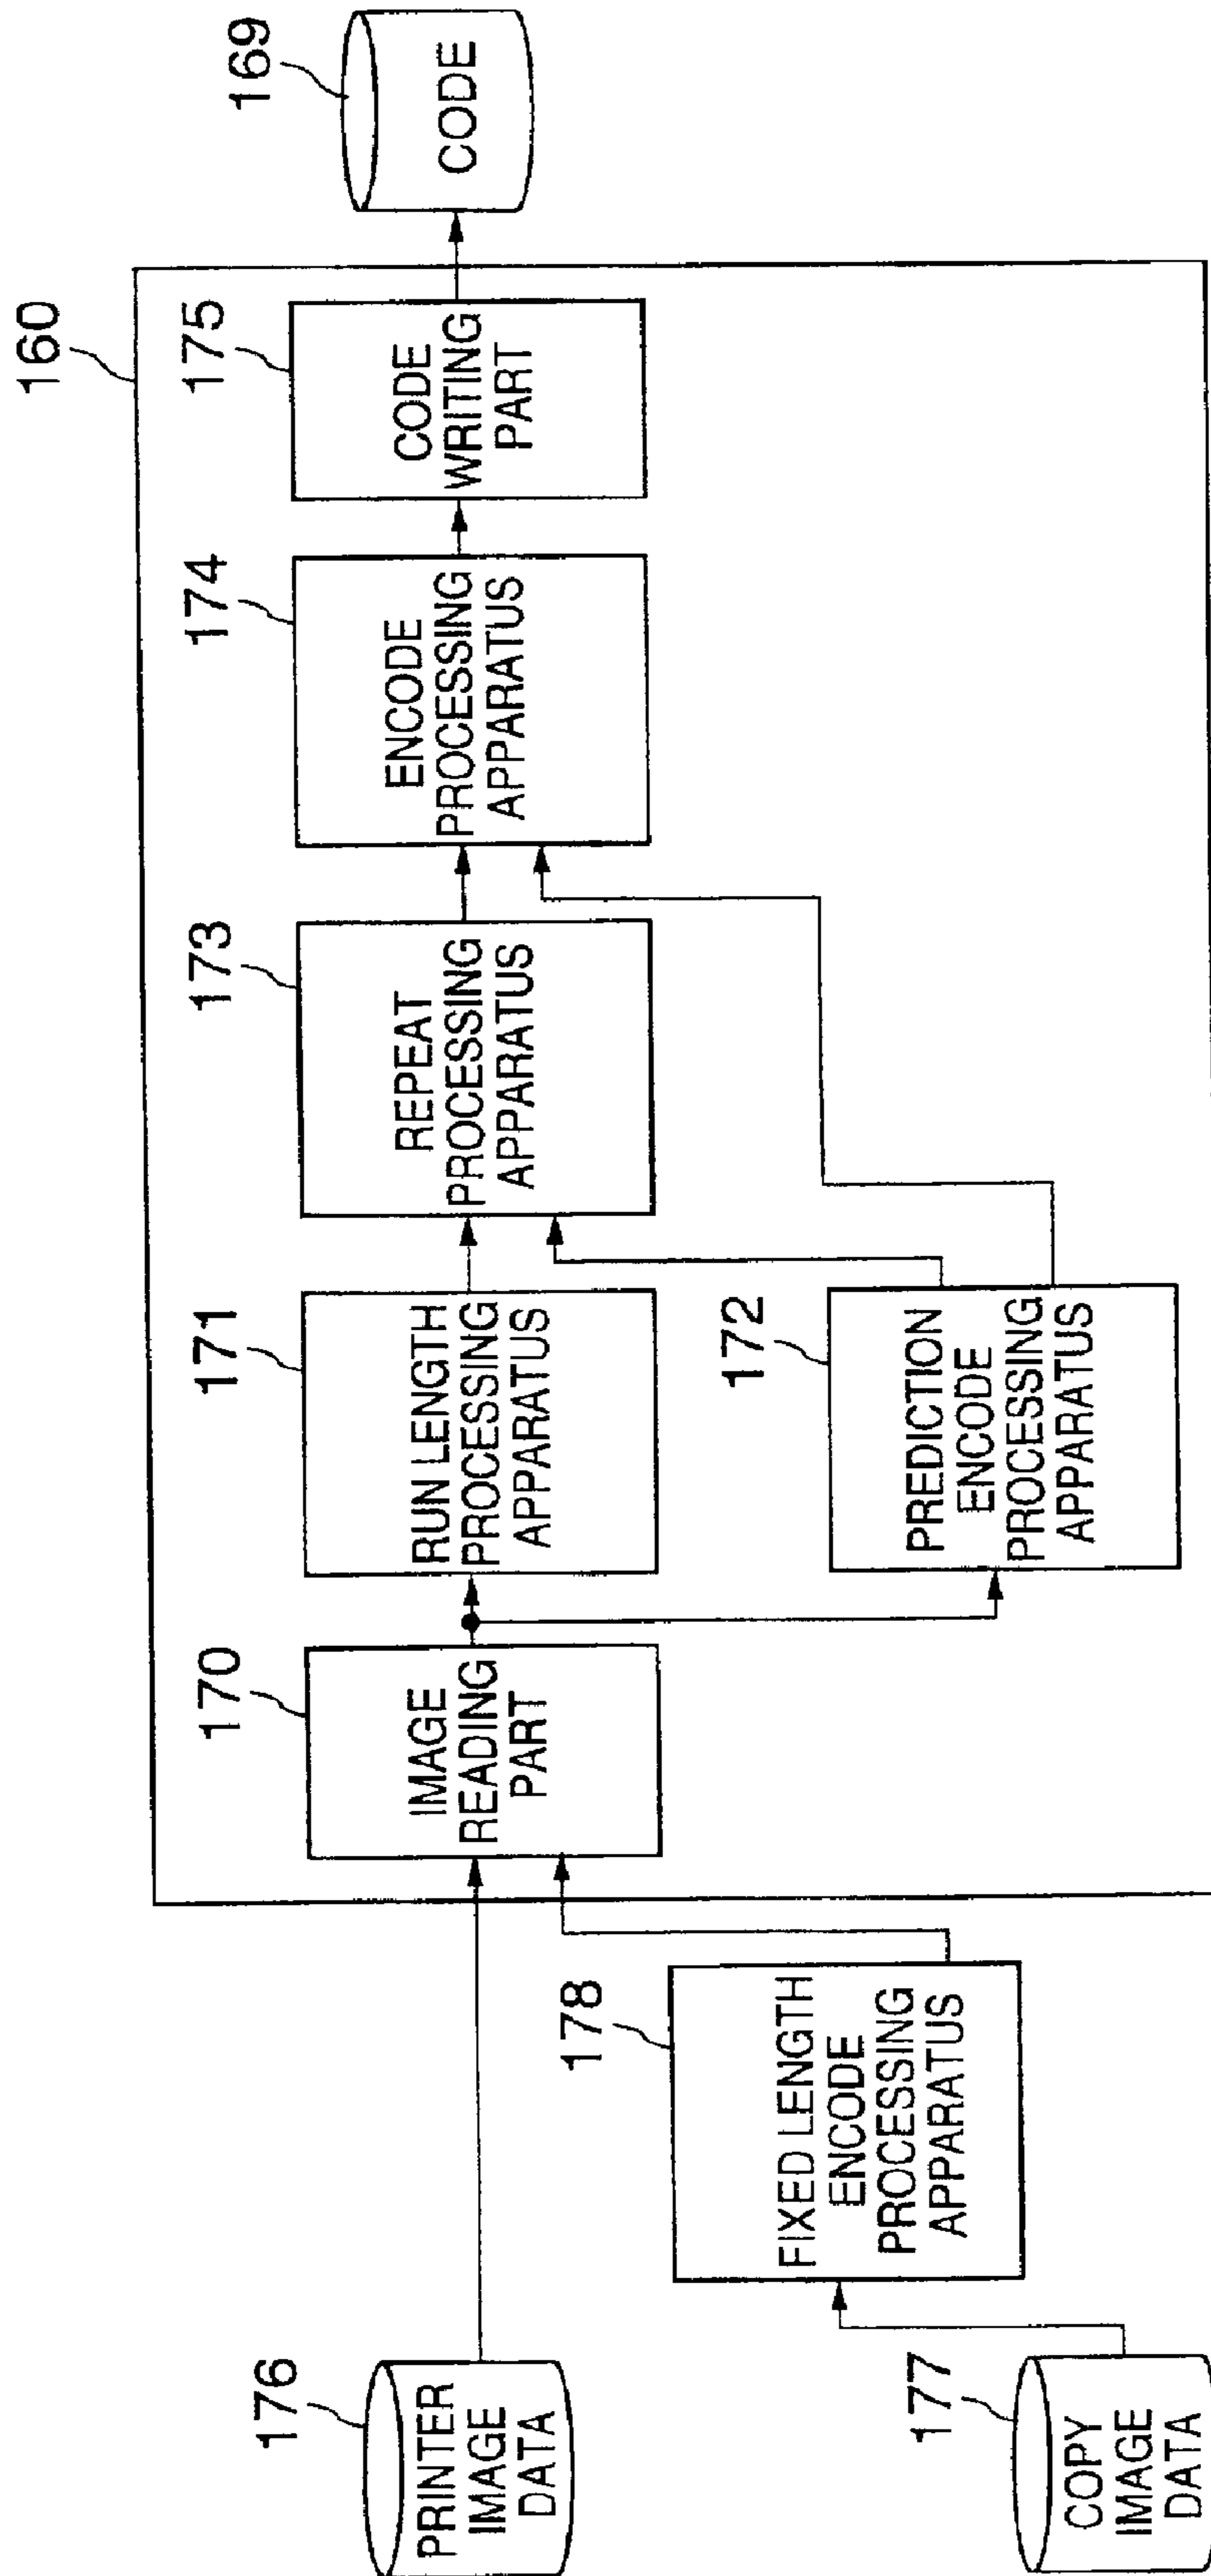 160
169
CODE
175
CODE
WRITING
PART
174
ENCODE
PROCESSING
APPARATUS
173
REPEAT
PROCESSING
APPARATUS
171
RUN LENGTH
PROCESSING
APPARATUS
172
PREDICTION
ENCODE
PROCESSING
APPARATUS
170
IMAGE
READING
PART
178
FIXED LENGTH
ENCODE
PROCESSING
APPARATUS
176
PRINTER
IMAGE
DATA
177
COPY
IMAGE
DATA